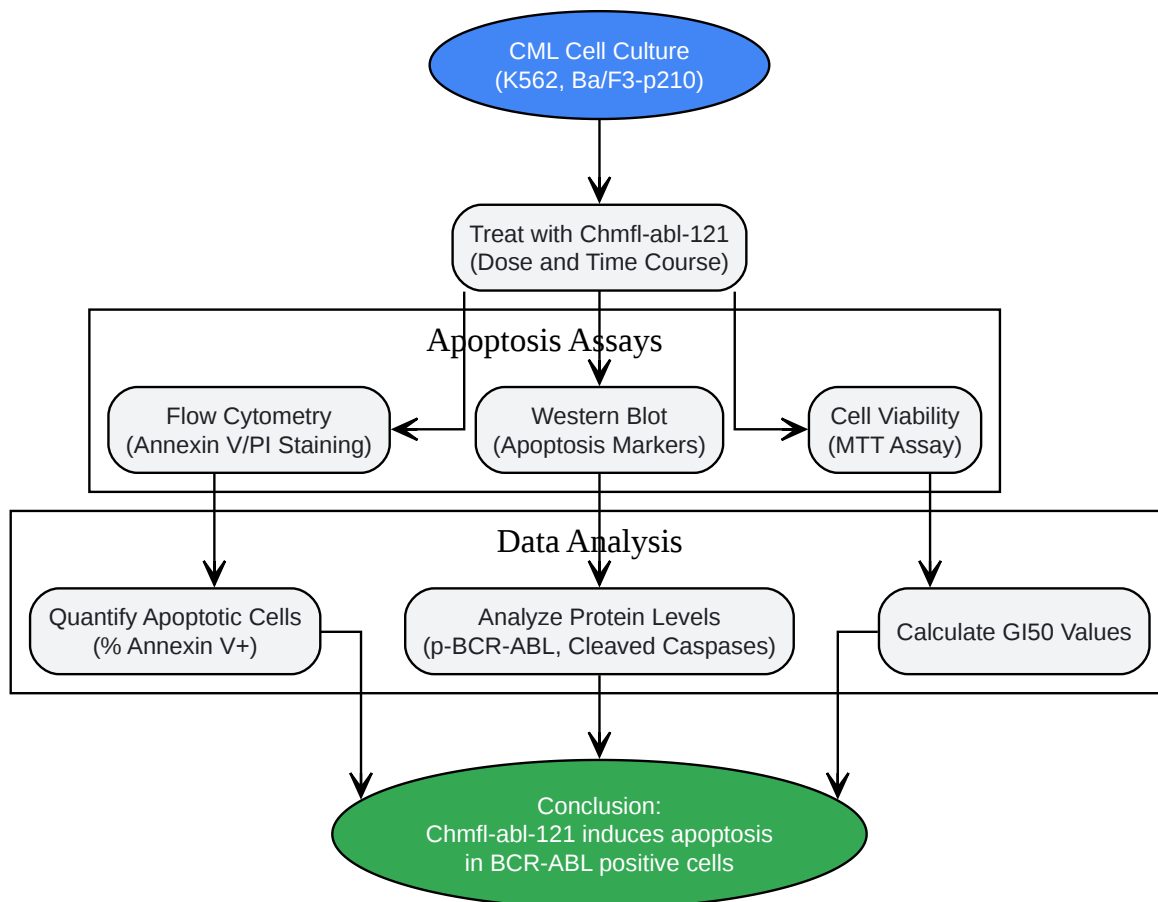 CML Cell Culture
(K562, Ba/F3-p210)
Treat with Chmfl-abl-121
(Dose and Time Course)
Apoptosis Assays
Flow Cytometry
(Annexin V/PI Staining)
Western Blot
(Apoptosis Markers)
Cell Viability
(MTT Assay)
Data Analysis
Quantify Apoptotic Cells
(% Annexin V+)
Analyze Protein Levels
(p-BCR-ABL, Cleaved Caspases)
Calculate GI50 Values
Conclusion:
Chmfl-abl-121 induces apoptosis
in BCR-ABL positive cells